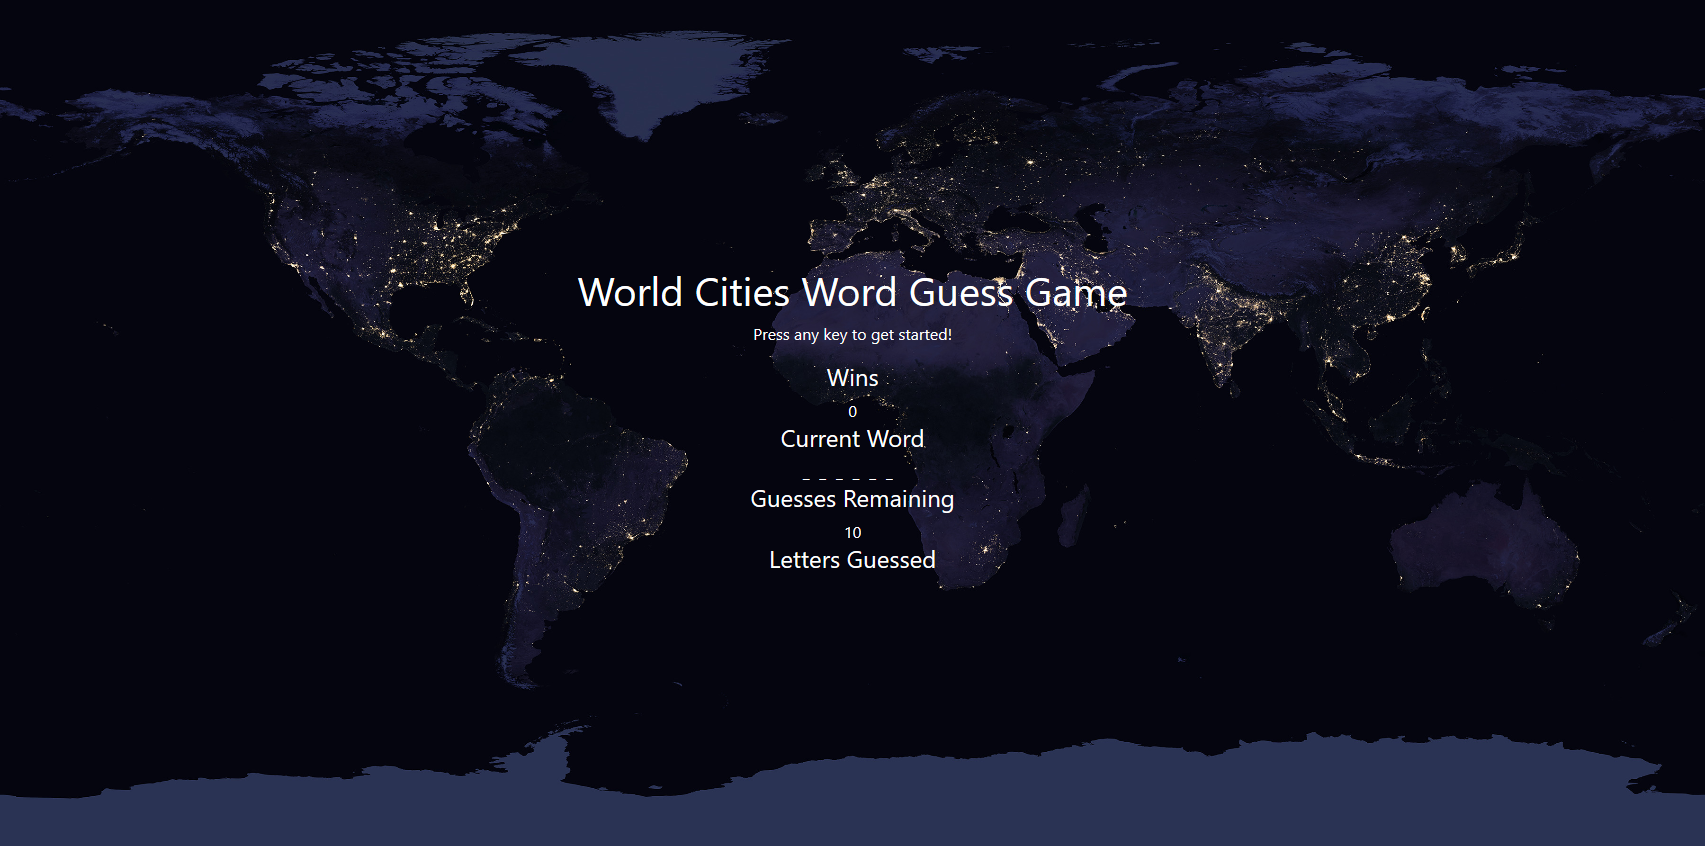 World Cities Word Guess Game
Press any key to get started!
Wins
0
Current Word
_ _ _ _ _ _
Guesses Remaining
10
Letters Guessed